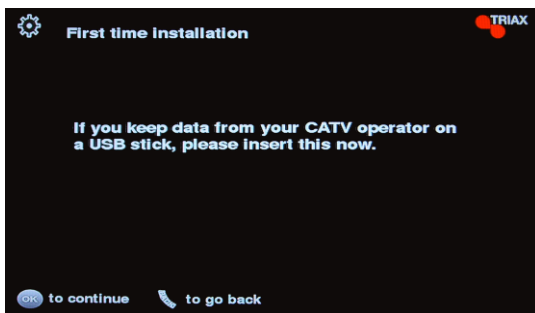 First time installation
TRIAX
If you keep data from your CATV operator on
a USB stick, please insert this now.
OK to continue to go back